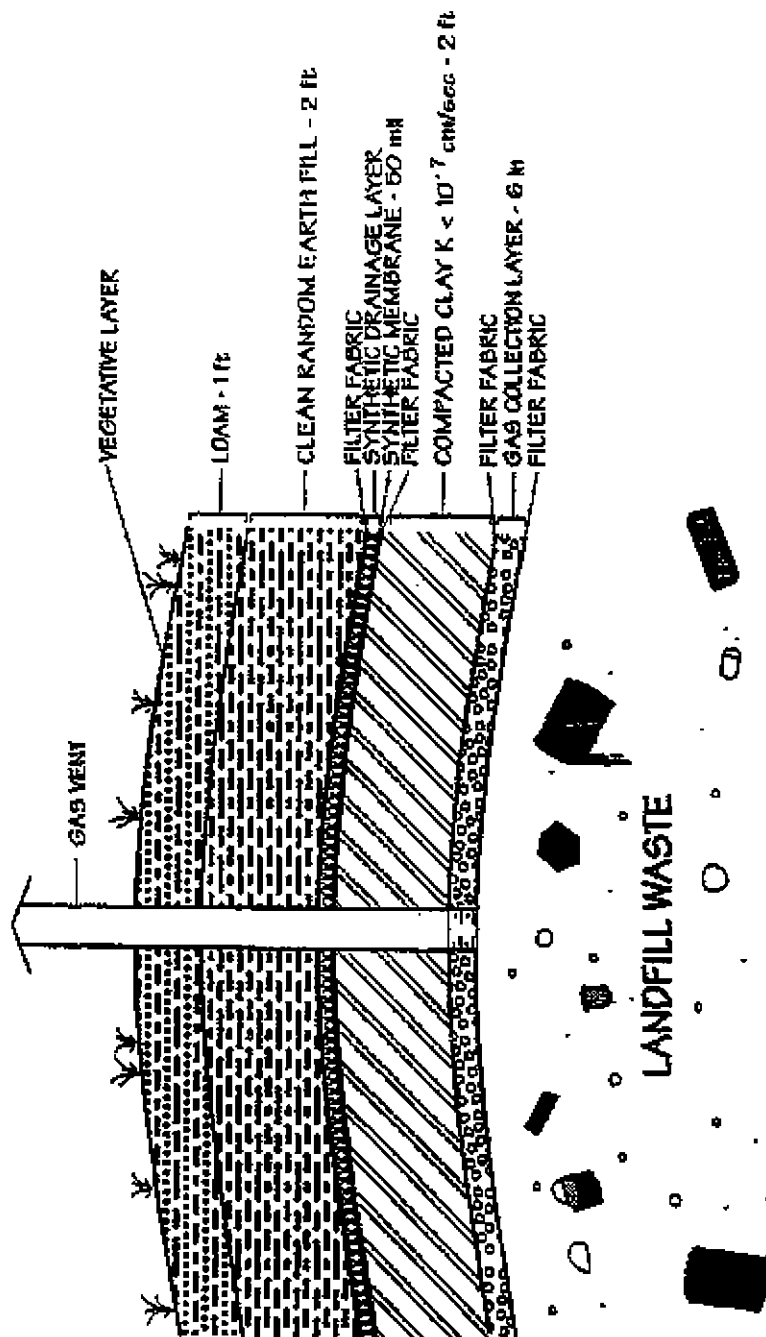 GAS VENT
VEGETATIVE LAYER
LOAM - 1 ft
CLEAN RANDOM EARTH FILL - 2 ft
FILTER FABRIC
SYNTHETIC DRAINAGE LAYER
SYNTHETIC MEMBRANE - 50 mil
FILTER FABRIC
COMPACTED CLAY K < 10⁻⁷ cm/sec - 2 ft
FILTER FABRIC
GAS COLLECTION LAYER - 6 in
FILTER FABRIC
LANDFILL WASTE